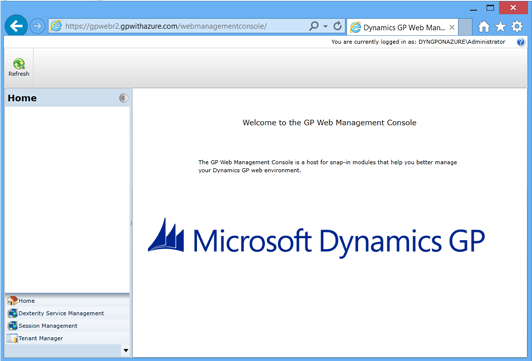 https://gpwebr2.gpwithazure.com/webmanagementconsole/
Dynamics GP Web Man...
You are currently logged in as: DYNGPONAZURE\Administrator
Refresh
Home
Welcome to the GP Web Management Console
The GP Web Management Console is a host for snap-in modules that help you better manage
your Dynamics GP web environment.
Microsoft Dynamics GP
Home
Dexterity Service Management
Session Management
Tenant Manager